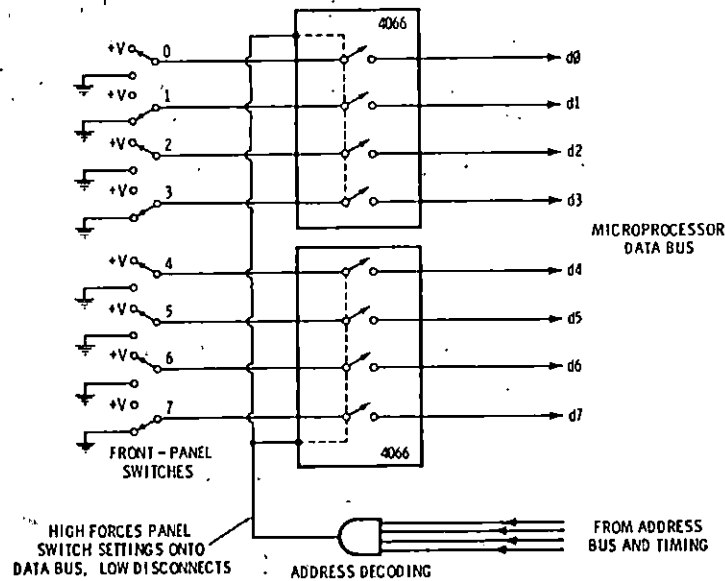 4066
+V 0
d0
+V 1
d1
+V 2
d2
+V 3
d3
MICROPROCESSOR
DATA BUS
+V 4
d4
+V 5
d5
+V 6
d6
+V 7
d7
FRONT-PANEL
SWITCHES
4066
HIGH FORCES PANEL
SWITCH SETTINGS ONTO
DATA BUS, LOW DISCONNECTS
ADDRESS DECODING
FROM ADDRESS
BUS AND TIMING